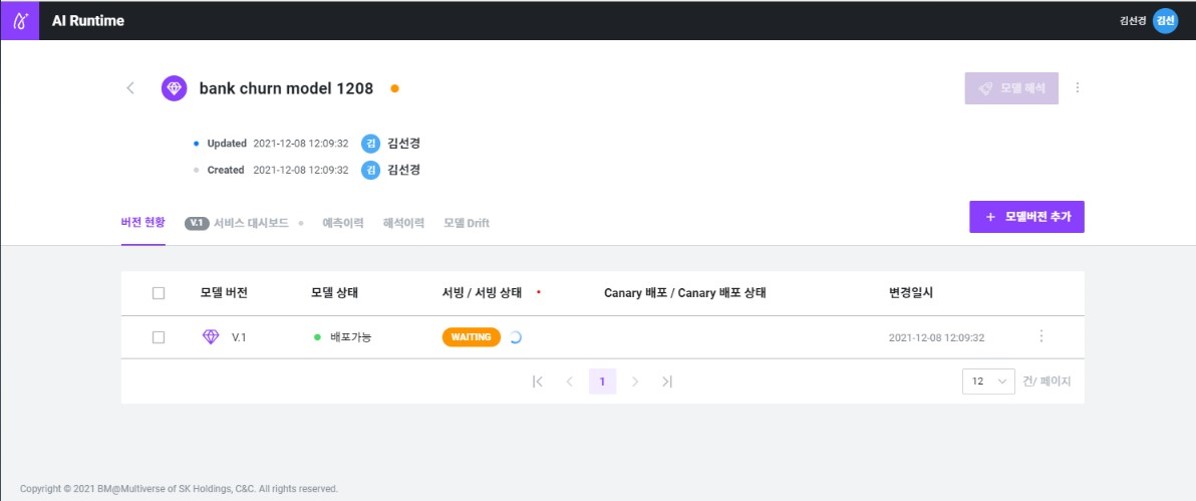 AI Runtime 김선경 김선
bank churn model 1208 모델 해석
Updated 2021-12-08 12:09:32 김 김선경
Created 2021-12-08 12:09:32 김 김선경
버전 현황 V.1 서비스 대시보드 예측이력 해석이력 모델 Drift + 모델버전 추가
모델 버전 모델 상태 서빙 / 서빙 상태 Canary 배포 / Canary 배포 상태 변경일시
V.1 배포가능 WAITING 2021-12-08 12:09:32
1 12 건/ 페이지
Copyright © 2021 BM@Multiverse of SK Holdings, C&C. All rights reserved.